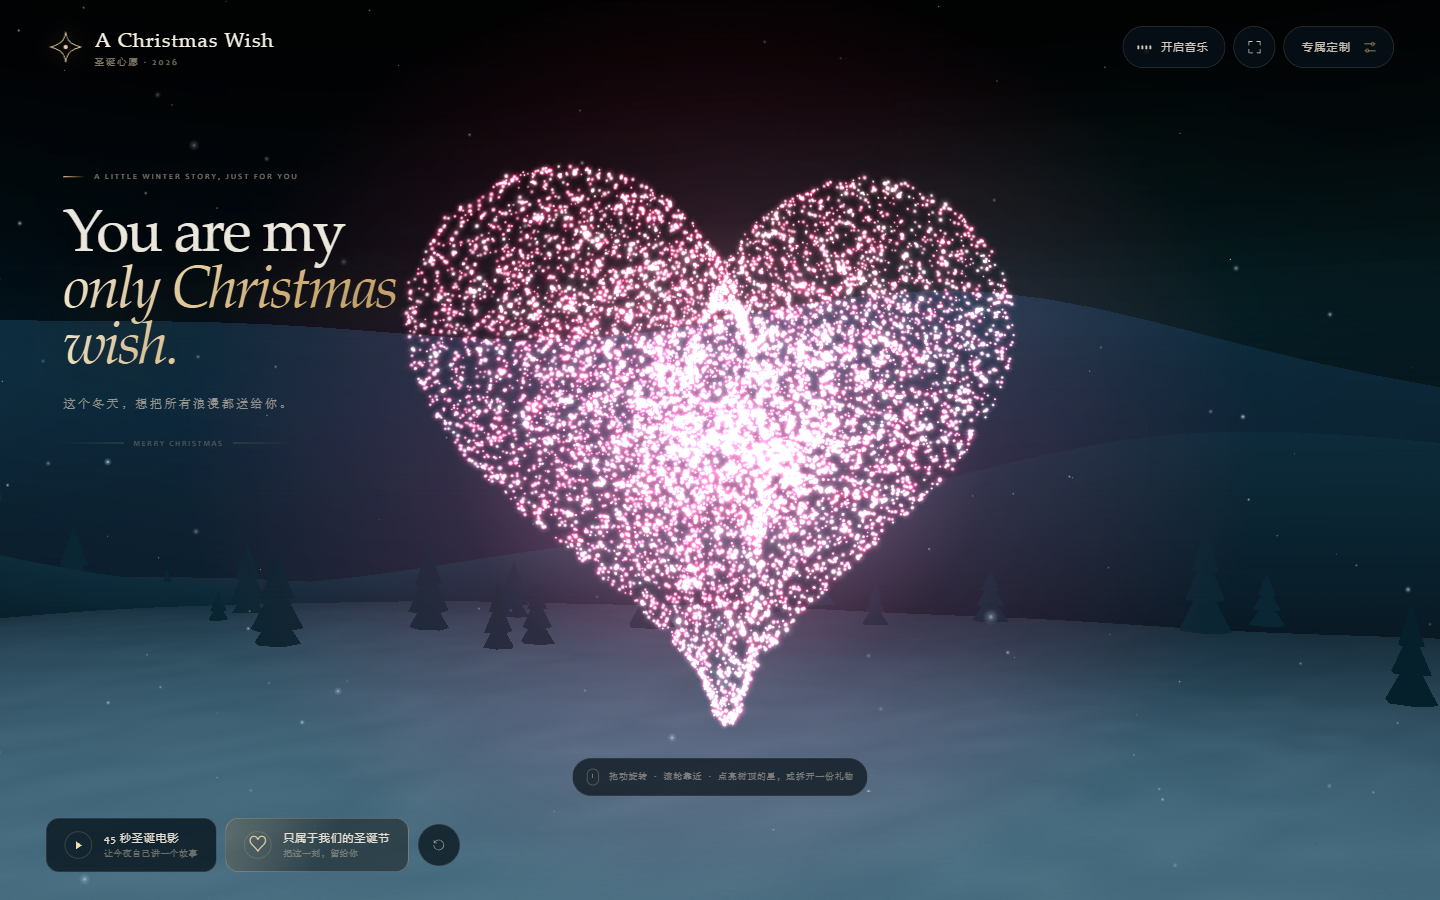 A Christmas Wish
圣诞心愿 · 2026
开启音乐
专属定制
A LITTLE WINTER STORY, JUST FOR YOU
You are my
only Christmas
wish.
这个冬天，想把所有浪漫都送给你。
MERRY CHRISTMAS
拖动旋转 · 滚轮靠近 · 点亮树顶的星，或拆开一份礼物
45 秒圣诞电影
让今夜自己讲一个故事
只属于我们的圣诞节
把这一刻，留给你